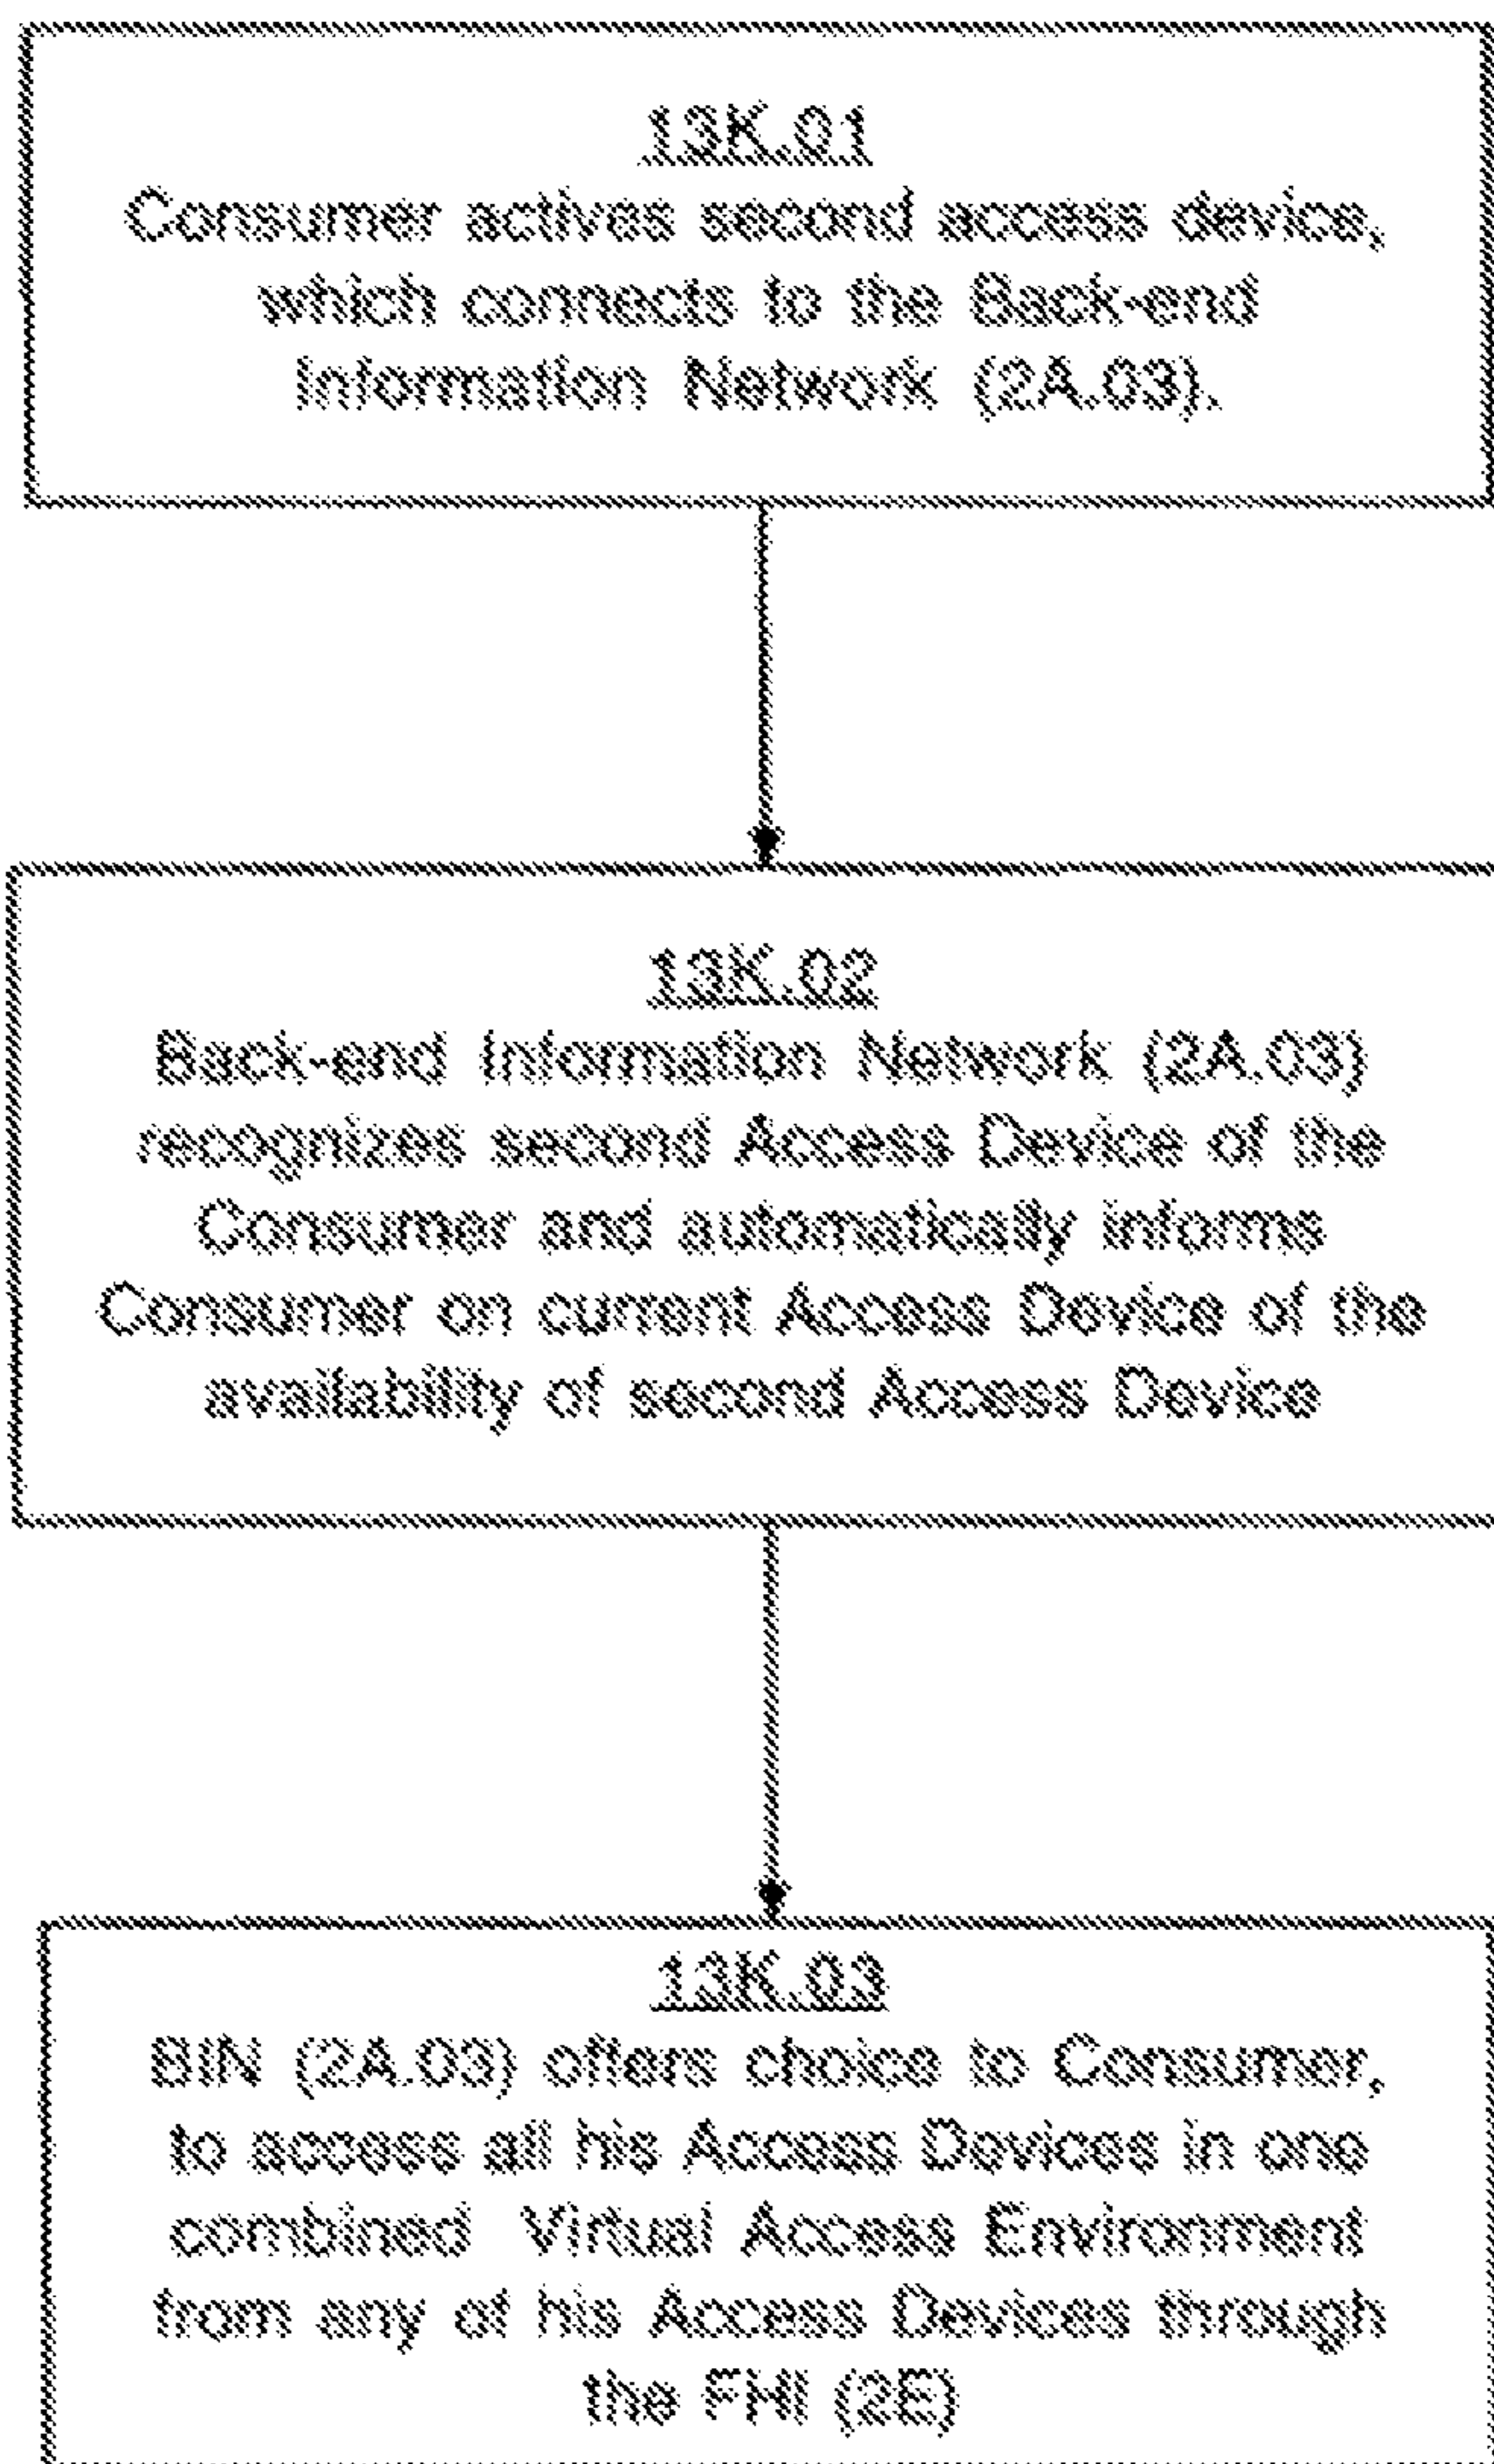 13K.01
Consumer actives second access device,
which connects to the Back-end
Information Network (2A.03).
13K.02
Back-end Information Network (2A.03)
recognizes second Access Device of the
Consumer and automatically informs
Consumer on current Access Device of the
availability of second Access Device
13K.03
BIN (2A.03) offers choice to Consumer,
to access all his Access Devices in one
combined Virtual Access Environment
from any of his Access Devices through
the FHI (2E)